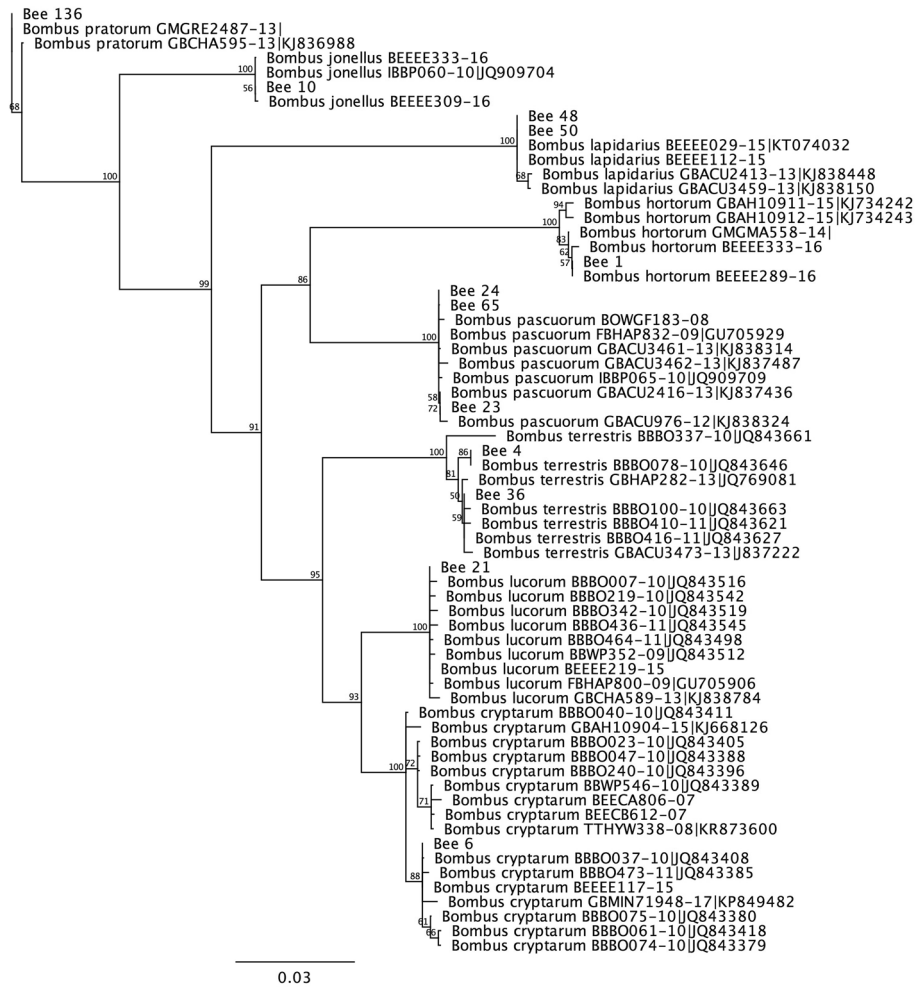 Bee 136
Bombus pratorum GMGRE2487-13|
Bombus pratorum GBCHA595-13|KJ836988
68
Bombus jonellus BEEEE333-16
100
Bombus jonellus IBBP060-10|JQ909704
56
Bee 10
Bombus jonellus BEEEE309-16
100
Bee 48
Bee 50
100
Bombus lapidarius BEEEE029-15|KT074032
Bombus lapidarius BEEEE112-15
68
Bombus lapidarius GBACU2413-13|KJ838448
Bombus lapidarius GBACU3459-13|KJ838150
99
94
Bombus hortorum GBAH10911-15|KJ734242
Bombus hortorum GBAH10912-15|KJ734243
100
Bombus hortorum GMGMA558-14|
83
62
Bombus hortorum BEEEE333-16
57
Bee 1
Bombus hortorum BEEEE289-16
86
Bee 24
Bee 65
Bombus pascuorum BOWGF183-08
100
Bombus pascuorum FBHAP832-09|GU705929
Bombus pascuorum GBACU3461-13|KJ838314
Bombus pascuorum GBACU3462-13|KJ837487
Bombus pascuorum IBBP065-10|JQ909709
58
Bombus pascuorum GBACU2416-13|KJ837436
72
Bee 23
Bombus pascuorum GBACU976-12|KJ838324
91
Bombus terrestris BBBO337-10|JQ843661
100
86
Bee 4
Bombus terrestris BBBO078-10|JQ843646
81
Bombus terrestris GBHAP282-13|JQ769081
50
Bee 36
Bombus terrestris BBBO100-10|JQ843663
59
Bombus terrestris BBBO410-11|JQ843621
Bombus terrestris BBBO416-11|JQ843627
Bombus terrestris GBACU3473-13|J837222
95
Bee 21
Bombus lucorum BBBO007-10|JQ843516
Bombus lucorum BBBO219-10|JQ843542
Bombus lucorum BBBO342-10|JQ843519
100
Bombus lucorum BBBO436-11|JQ843545
Bombus lucorum BBBO464-11|JQ843498
Bombus lucorum BBWP352-09|JQ843512
Bombus lucorum BEEEE219-15
Bombus lucorum FBHAP800-09|GU705906
Bombus lucorum GBCHA589-13|KJ838784
93
Bombus cryptarum BBBO040-10|JQ843411
Bombus cryptarum GBAH10904-15|KJ668126
Bombus cryptarum BBBO023-10|JQ843405
Bombus cryptarum BBBO047-10|JQ843388
100
72
Bombus cryptarum BBBO240-10|JQ843396
Bombus cryptarum BBWP546-10|JQ843389
71
Bombus cryptarum BEECA806-07
Bombus cryptarum BEECB612-07
Bombus cryptarum TTHYW338-08|KR873600
Bee 6
Bombus cryptarum BBBO037-10|JQ843408
88
Bombus cryptarum BBBO473-11|JQ843385
Bombus cryptarum BEEEE117-15
Bombus cryptarum GBMIN71948-17|KP849482
61
Bombus cryptarum BBBO075-10|JQ843380
66
Bombus cryptarum BBBO061-10|JQ843418
Bombus cryptarum BBBO074-10|JQ843379
0.03